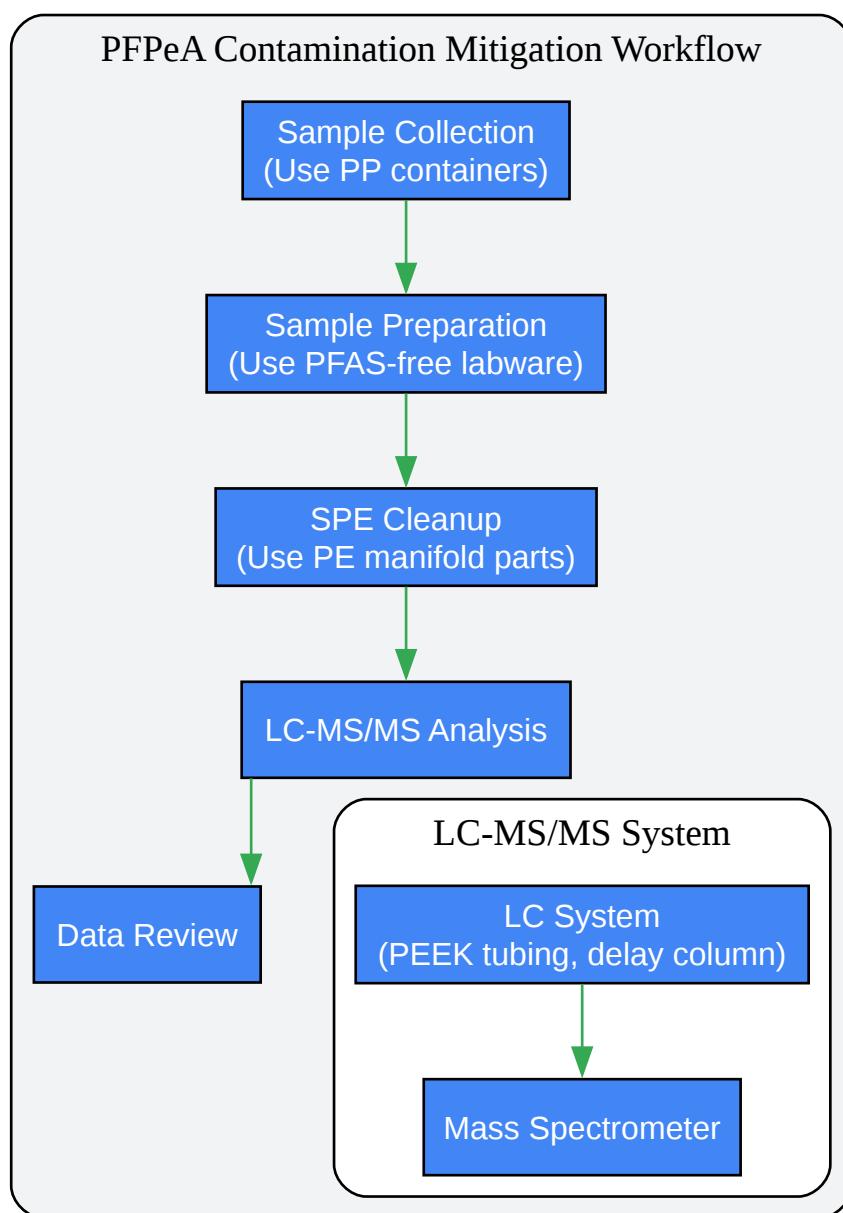 PFPeA Contamination Mitigation Workflow
Sample Collection
(Use PP containers)
Sample Preparation
(Use PFAS-free labware)
SPE Cleanup
(Use PE manifold parts)
LC-MS/MS Analysis
Data Review
LC-MS/MS System
LC System
(PEEK tubing, delay column)
Mass Spectrometer